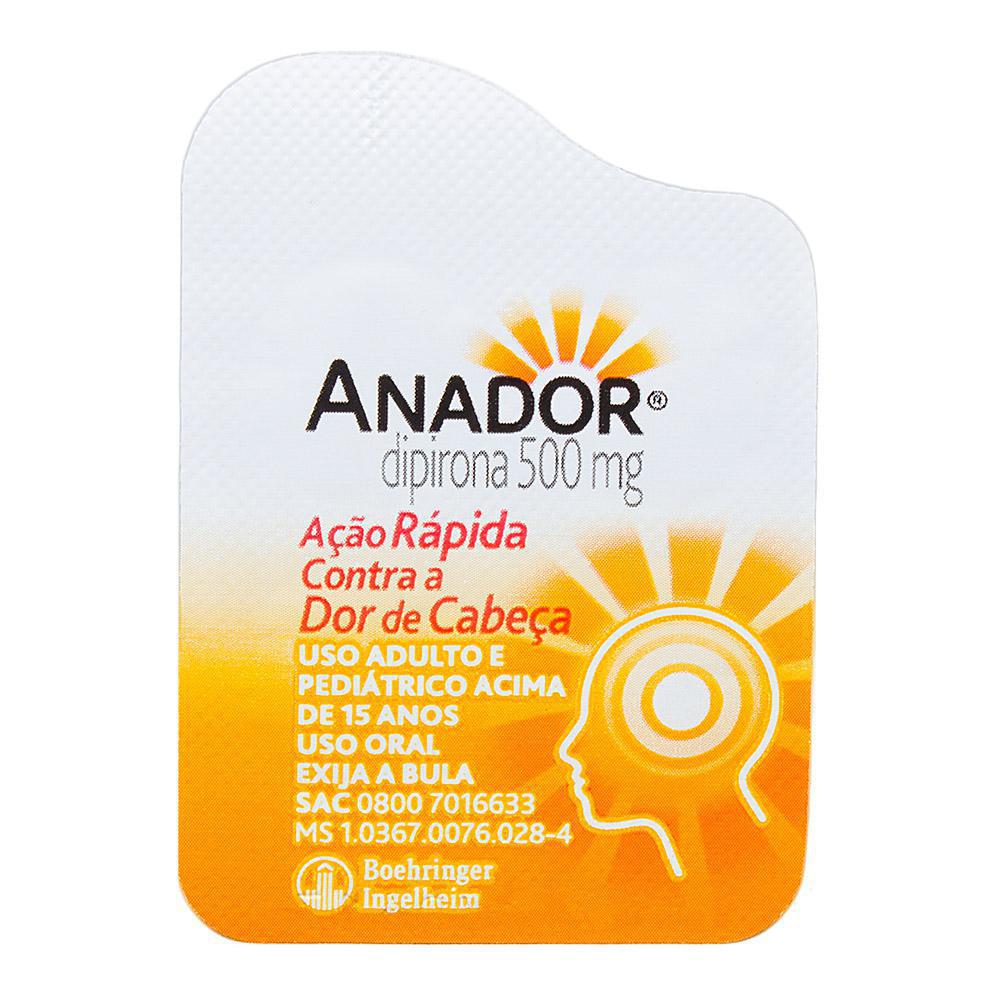 ANADOR®
dipirona 500 mg
Ação Rápida
Contra a
Dor de Cabeça
USO ADULTO E
PEDIÁTRICO ACIMA
DE 15 ANOS
USO ORAL
EXIJA A BULA
SAC 0800 7016633
MS 1.0367.0076.028-4
Boehringer
Ingelheim